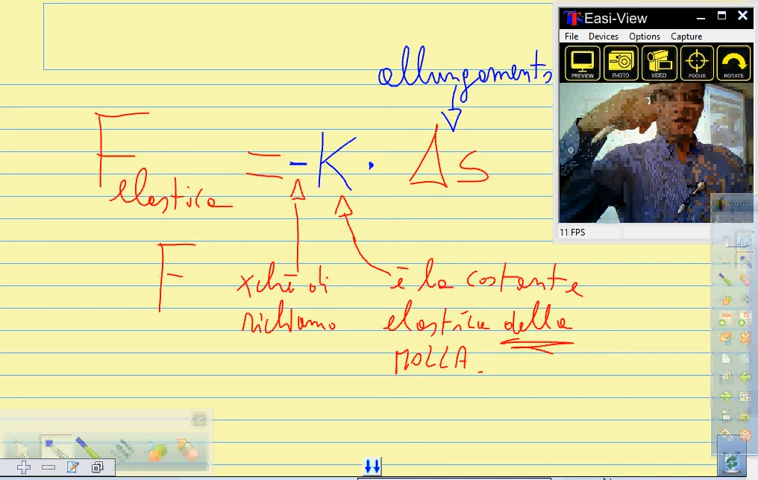 Easi-View
File Devices Options Capture
PREVIEW PHOTO VIDEO FOCUS ROTATE
11 FPS
allungamento
F elastica = - K · Δs
F
xchè di
richiamo
è la costante
elastica della
MOLLA.